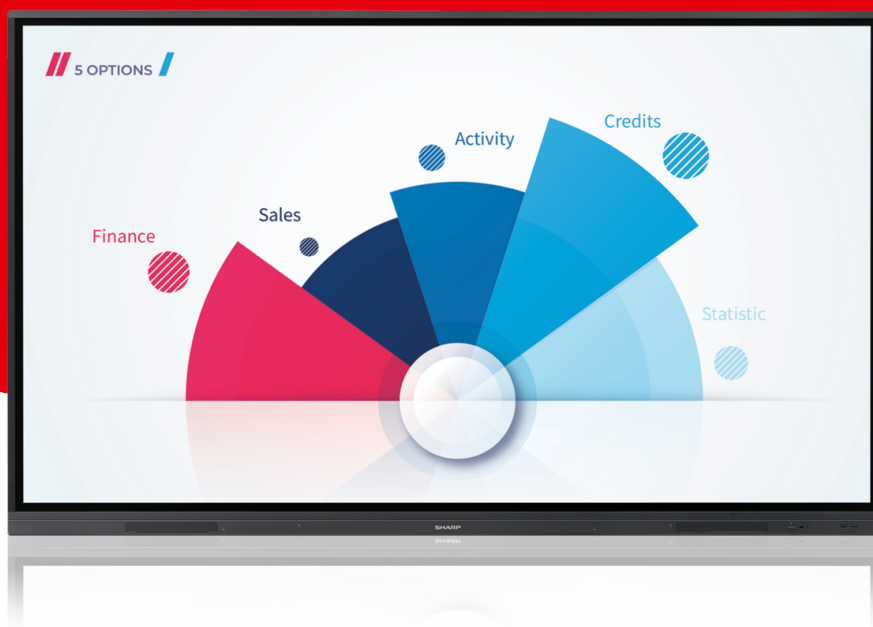 5 OPTIONS
Finance
Sales
Activity
Credits
Statistic
SHARP